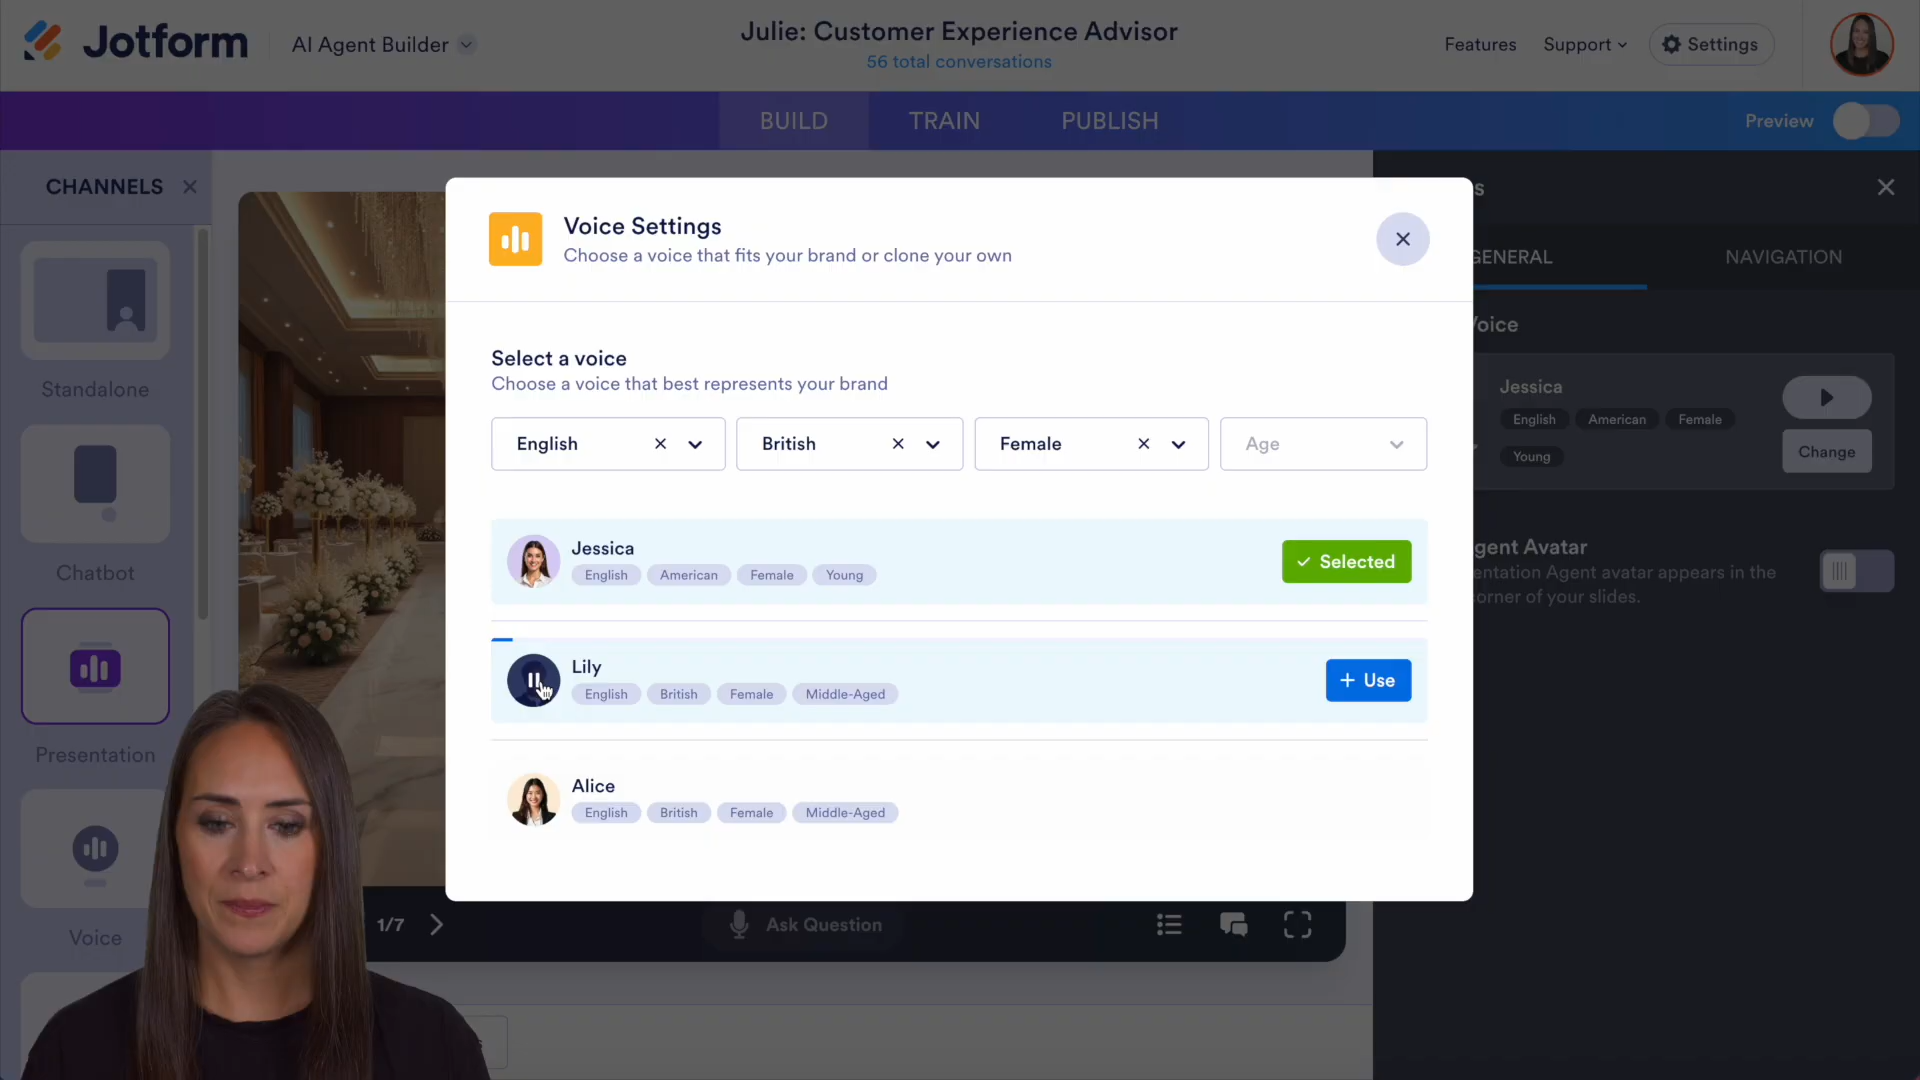 Jotform
AI Agent Builder
Julie: Customer Experience Advisor
56 total conversations
Features
Support
Settings
BUILD
TRAIN
PUBLISH
Preview
CHANNELS
Standalone
Chatbot
Presentation
Voice
Voice Settings
Choose a voice that fits your brand or clone your own
Select a voice
Choose a voice that best represents your brand
English
British
Female
Age
Jessica
English American Female Young
Selected
Lily
English British Female Middle-Aged
+ Use
Alice
English British Female Middle-Aged
GENERAL
NAVIGATION
Voice
Jessica
English American Female
Young
Change
gent Avatar
entation Agent avatar appears in the
orner of your slides.
1/7
Ask Question